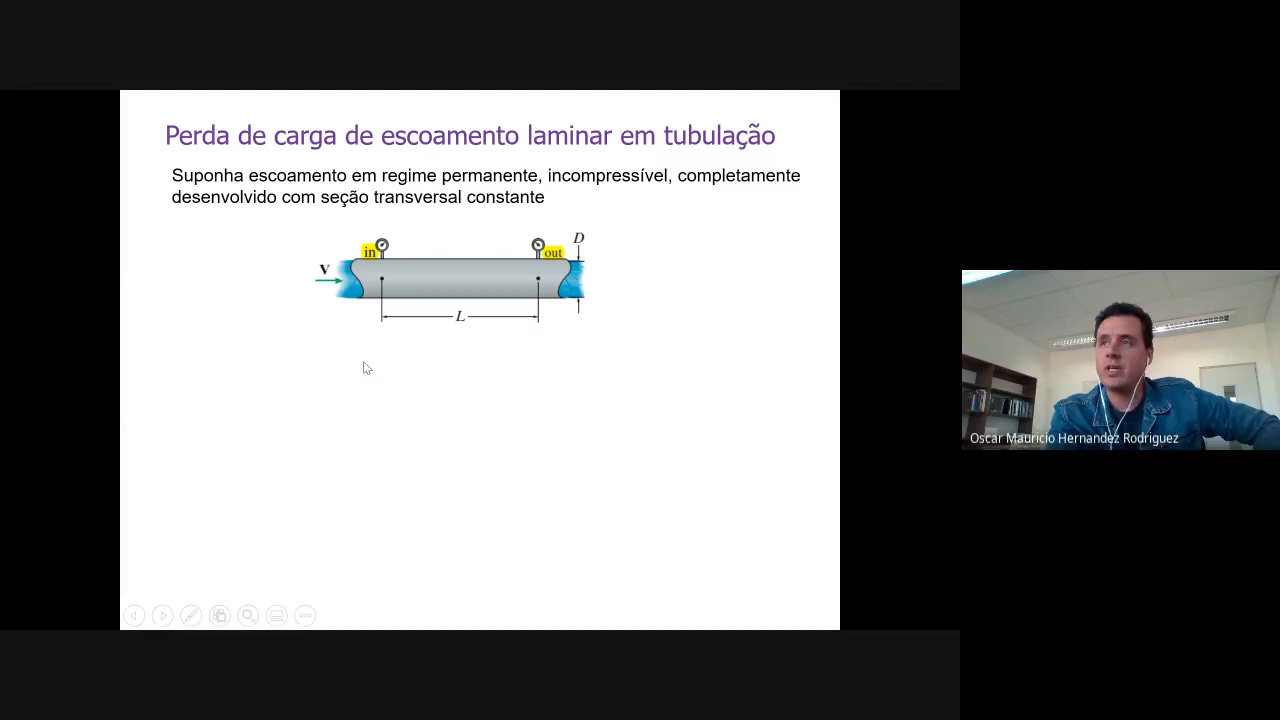 Perda de carga de escoamento laminar em tubulação
Suponha escoamento em regime permanente, incompressível, completamente
desenvolvido com seção transversal constante
in
out
D
V
L
Oscar Mauricio Hernandez Rodriguez